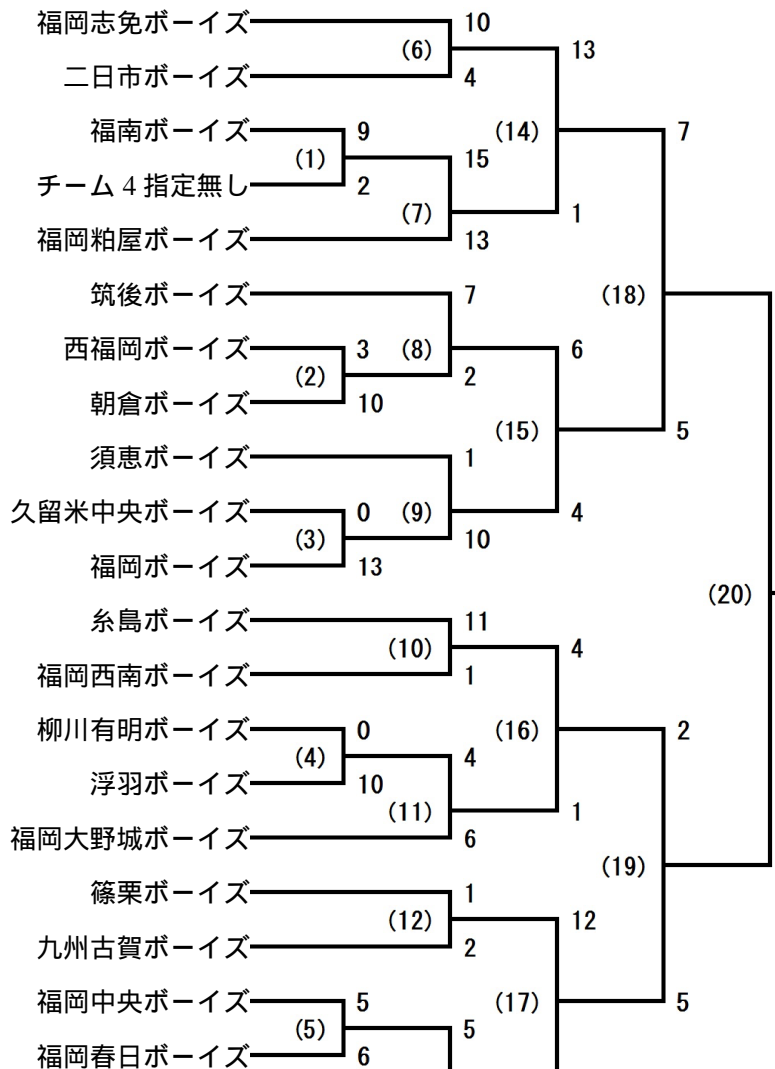 福岡志免ボーイズ 10
(6) 13
二日市ボーイズ 4
福南ボーイズ 9 (14) 7
(1) 15
チーム 4 指定無し 2
(7) 1
福岡粕屋ボーイズ 13
筑後ボーイズ 7 (18)
西福岡ボーイズ 3 (8) 6
(2) 2
朝倉ボーイズ 10
(15) 5
須恵ボーイズ 1
久留米中央ボーイズ 0 (9) 4
(3) 10
福岡ボーイズ 13
(20)
糸島ボーイズ 11
(10) 4
福岡西南ボーイズ 1
柳川有明ボーイズ 0 (16) 2
(4) 4
浮羽ボーイズ 10
(11) 1
福岡大野城ボーイズ 6
(19)
篠栗ボーイズ 1
(12) 12
九州古賀ボーイズ 2
福岡中央ボーイズ 5 (17) 5
(5) 5
福岡春日ボーイズ 6